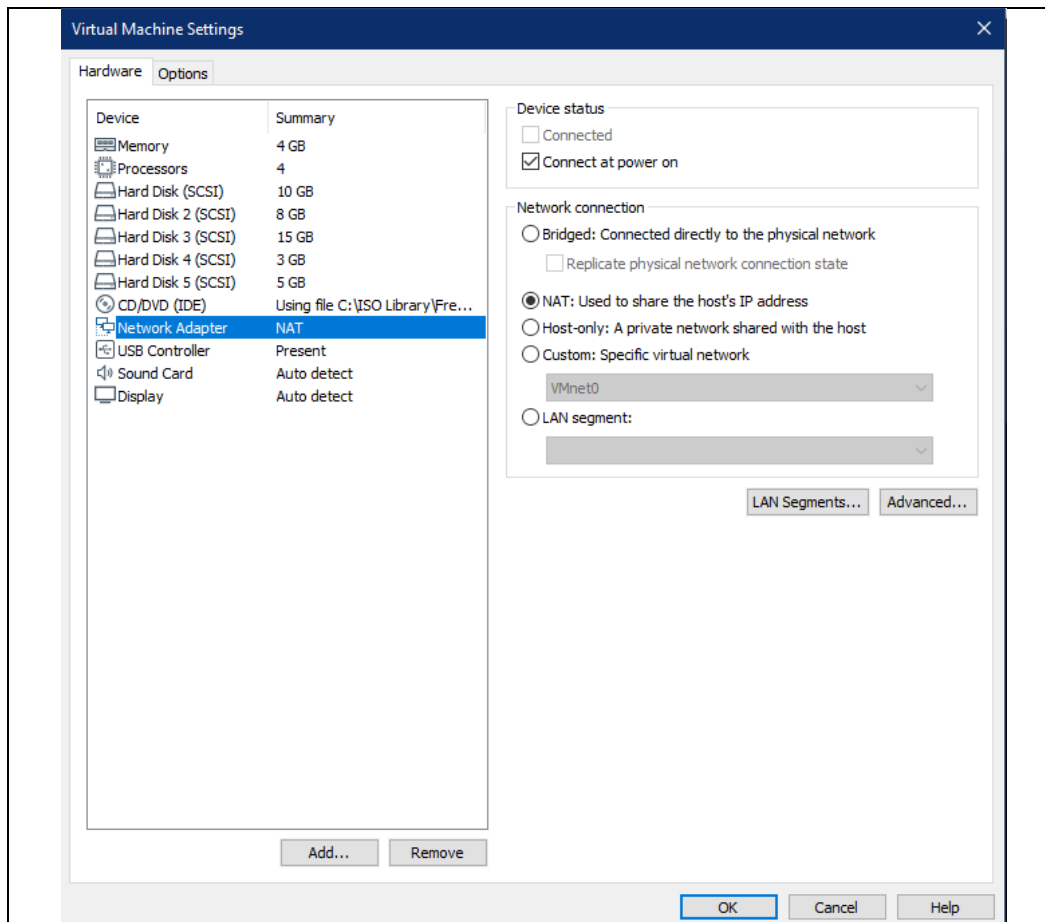 Virtual Machine Settings
Hardware Options
Device Summary
Memory 4 GB
Processors 4
Hard Disk (SCSI) 10 GB
Hard Disk 2 (SCSI) 8 GB
Hard Disk 3 (SCSI) 15 GB
Hard Disk 4 (SCSI) 3 GB
Hard Disk 5 (SCSI) 5 GB
CD/DVD (IDE) Using file C:\ISO Library\Fre...
Network Adapter NAT
USB Controller Present
Sound Card Auto detect
Display Auto detect
Add... Remove
Device status
Connected
Connect at power on
Network connection
Bridged: Connected directly to the physical network
Replicate physical network connection state
NAT: Used to share the host's IP address
Host-only: A private network shared with the host
Custom: Specific virtual network
VMnet0
LAN segment:
LAN Segments... Advanced...
OK Cancel Help